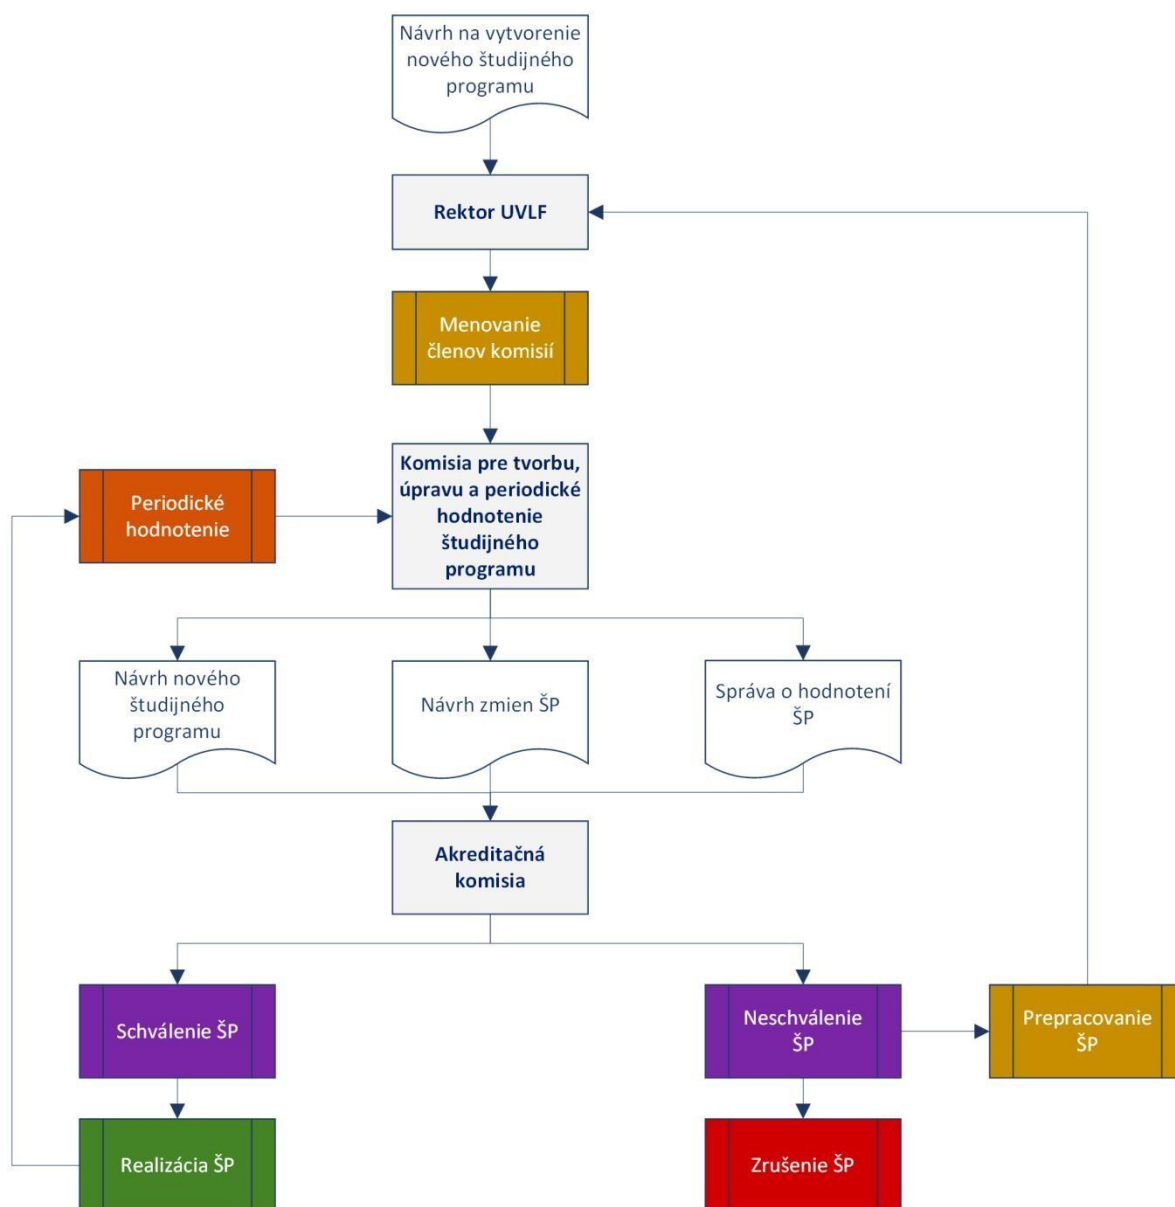 Návrh na vytvorenie
nového študijného
programu
Rektor UVLF
Menovanie
členov komisií
Komisia pre tvorbu,
úpravu a periodické
hodnotenie
študijného
programu
Periodické
hodnotenie
Návrh nového
študijného
programu
Návrh zmien ŠP
Správa o hodnotení
ŠP
Akreditačná
komisia
Schválenie ŠP
Neschválenie
ŠP
Prepracovanie
ŠP
Realizácia ŠP
Zrušenie ŠP